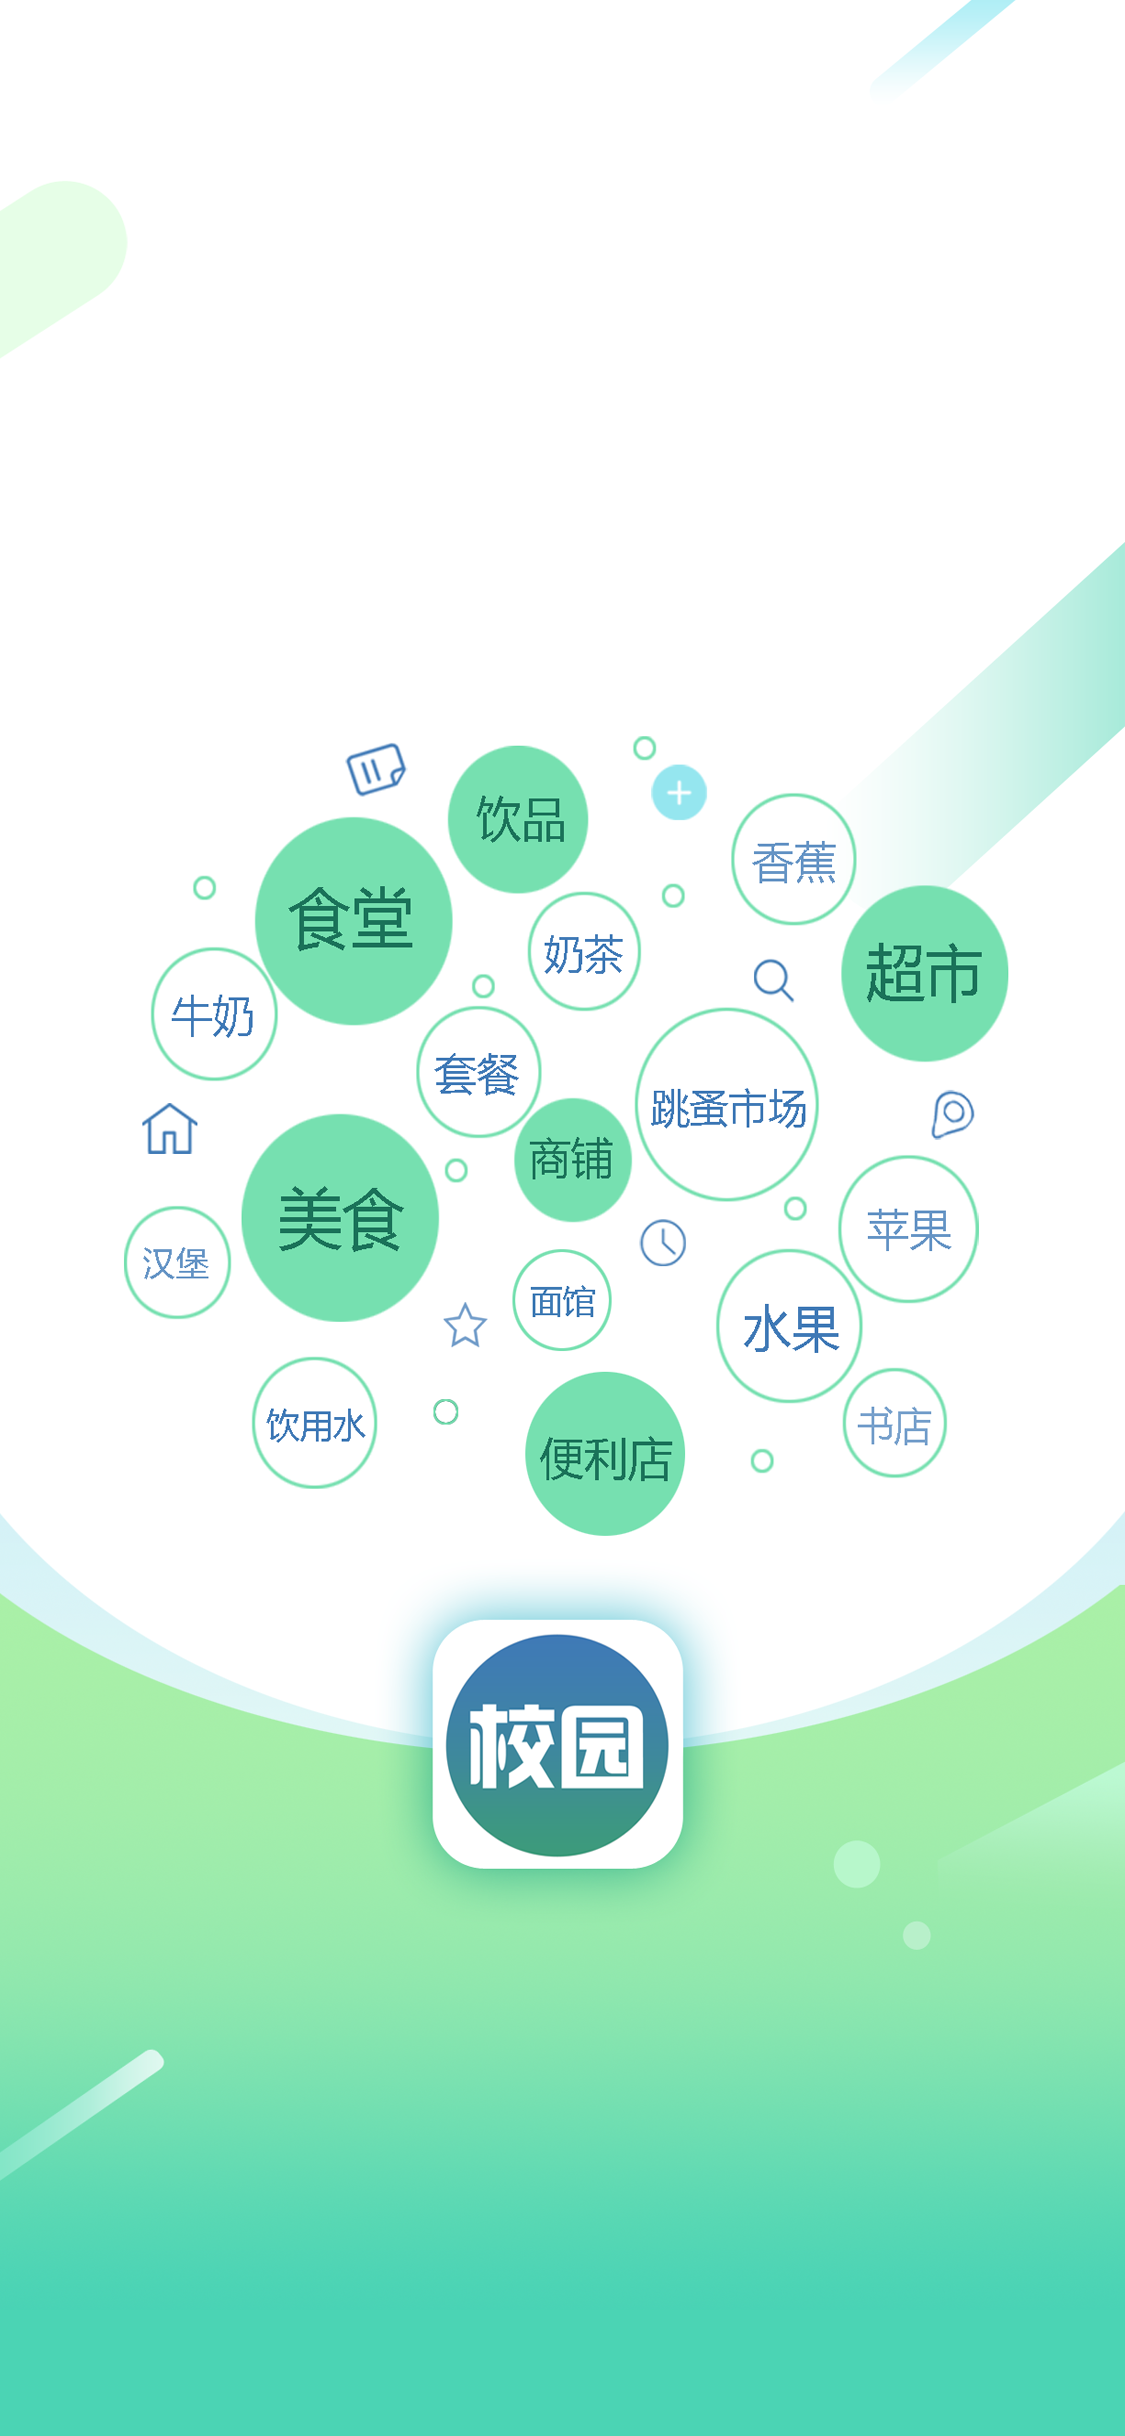 饮品
香蕉
食堂
奶茶
超市
牛奶
套餐
跳蚤市场
商铺
美食
苹果
汉堡
面馆
水果
饮用水
书店
便利店
校园